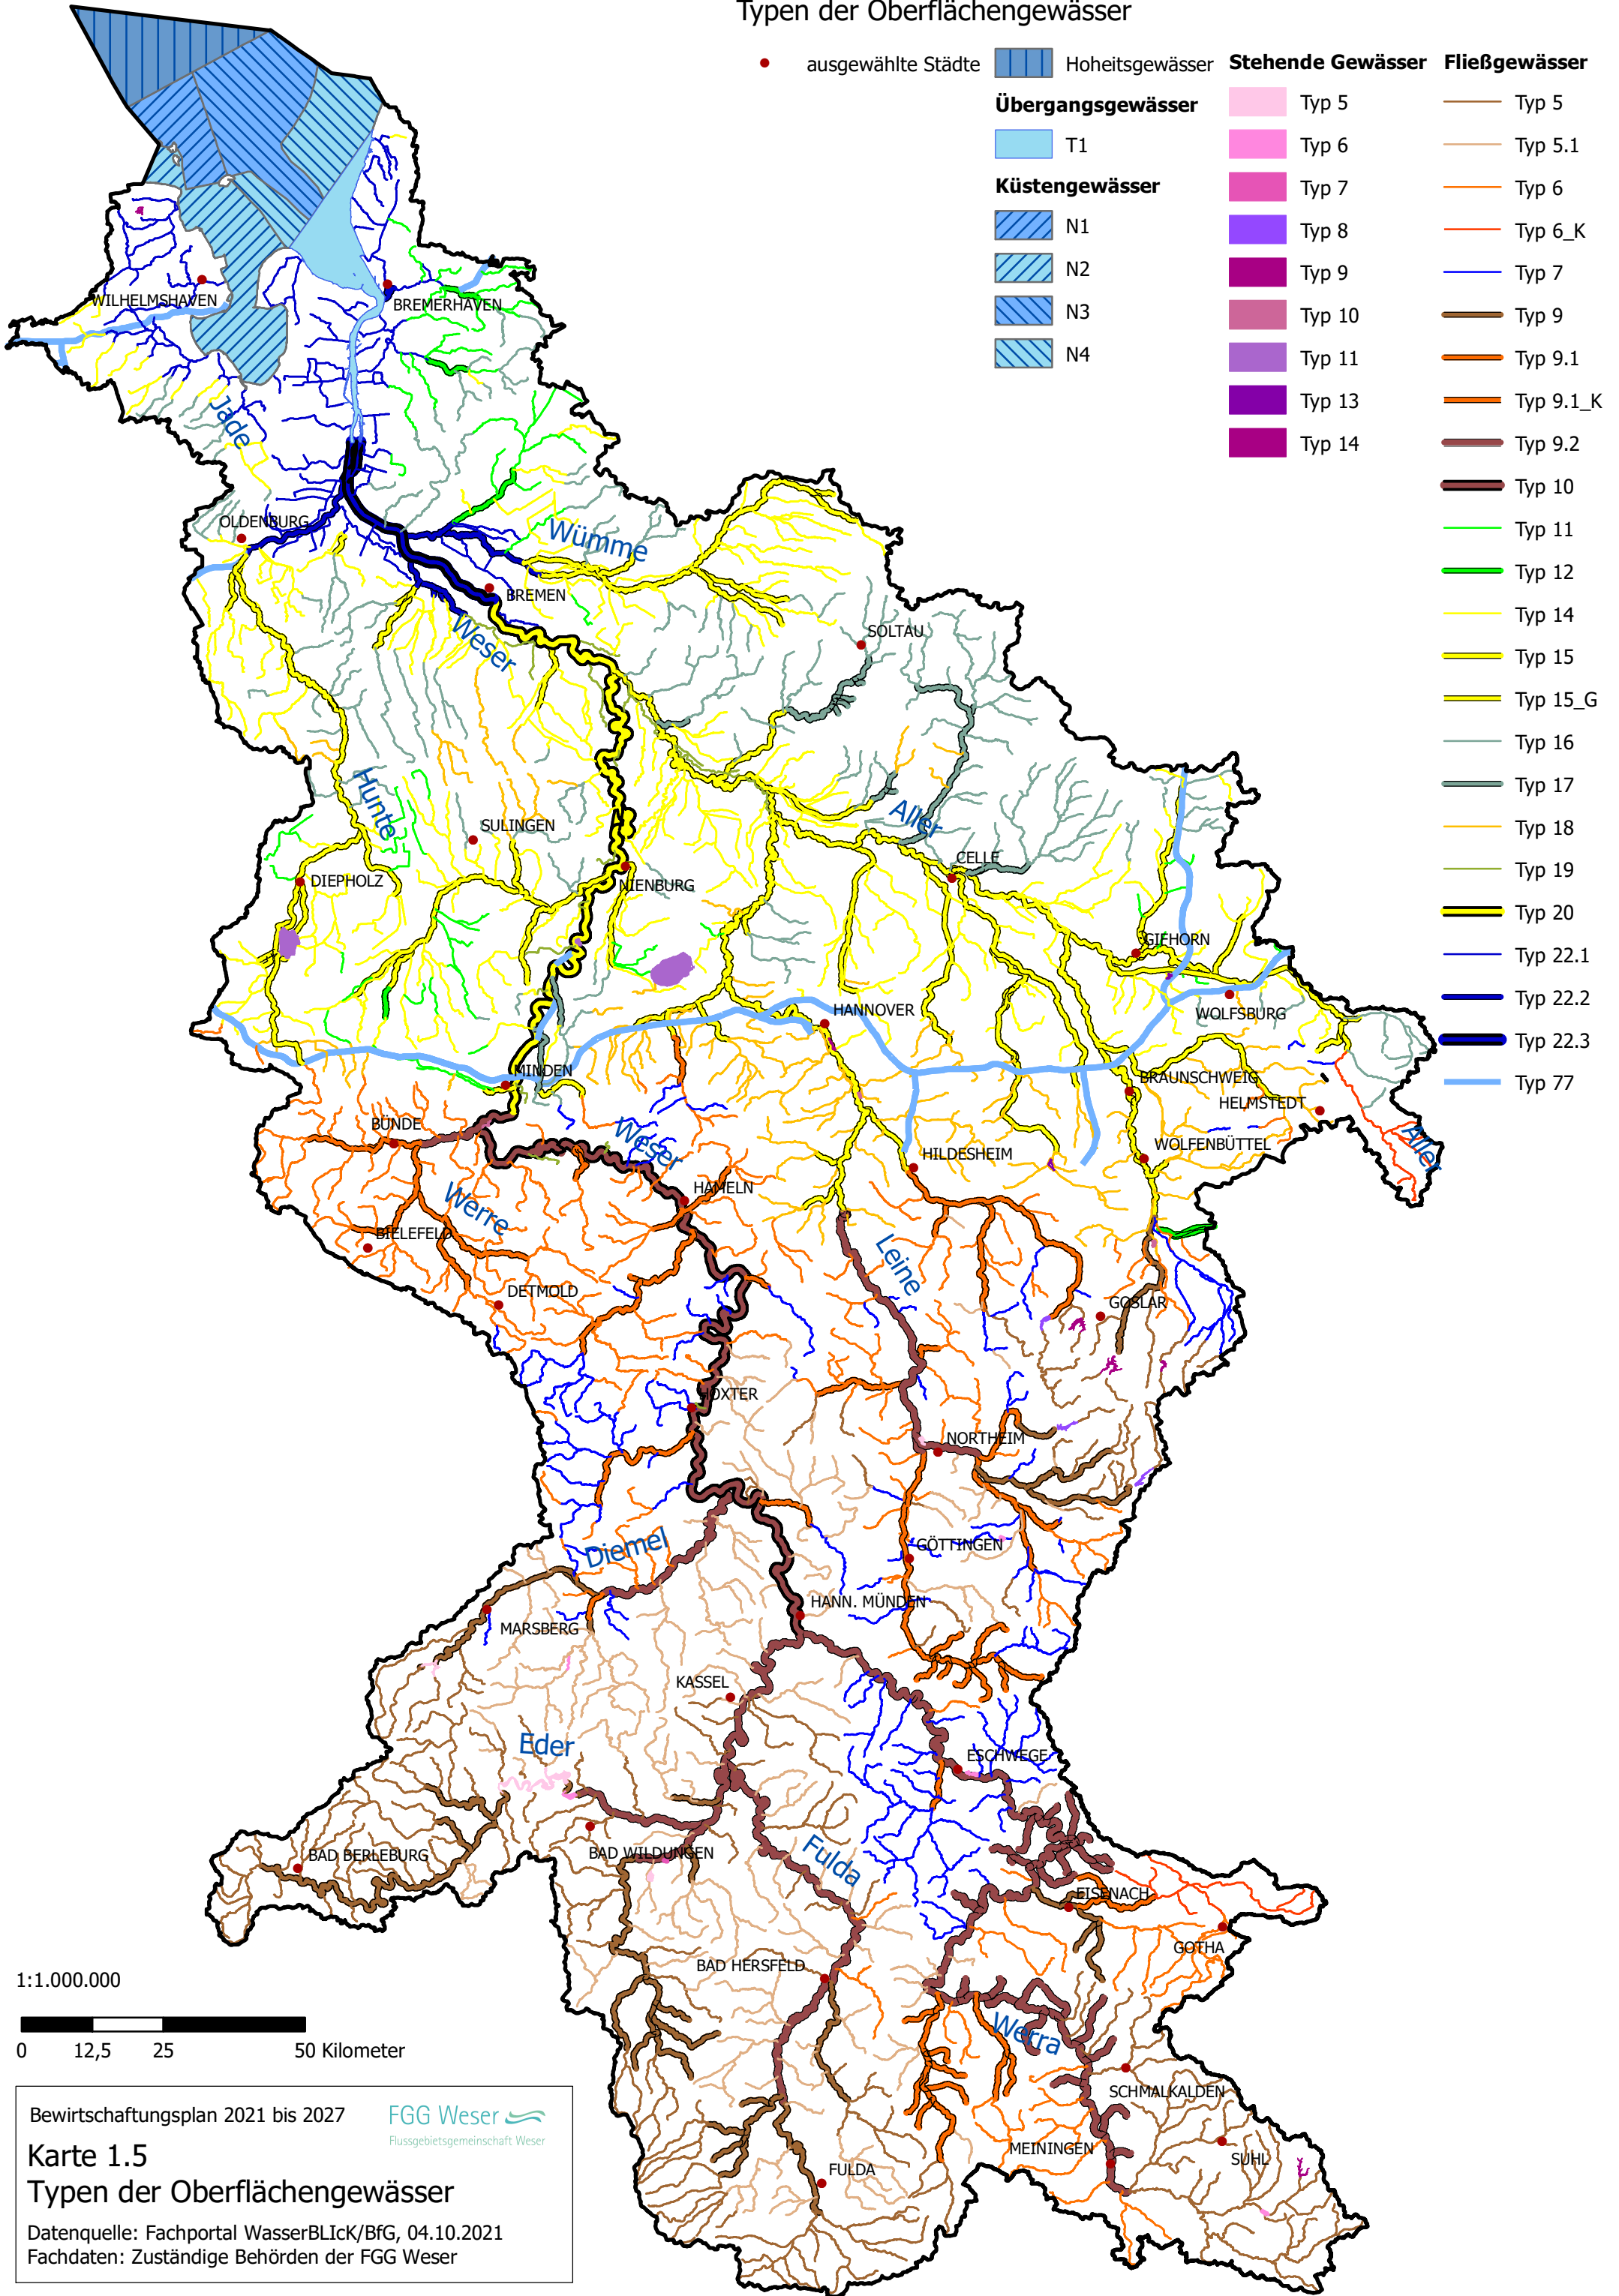 Typen der Oberflächengewässer
ausgewählte Städte
Hoheitsgewässer
Übergangsgewässer
T1
Küstengewässer
N1
N2
N3
N4
Stehende Gewässer
Typ 5
Typ 6
Typ 7
Typ 8
Typ 9
Typ 10
Typ 11
Typ 13
Typ 14
Fließgewässer
Typ 5
Typ 5.1
Typ 6
Typ 6_K
Typ 7
Typ 9
Typ 9.1
Typ 9.1_K
Typ 9.2
Typ 10
Typ 11
Typ 12
Typ 14
Typ 15
Typ 15_G
Typ 16
Typ 17
Typ 18
Typ 19
Typ 20
Typ 22.1
Typ 22.2
Typ 22.3
Typ 77
WILHELMSHAVEN
BREMERHAVEN
Jade
OLDENBURG
Wümme
BREMEN
Weser
SOLTAU
Hunte
SULINGEN
Aller
CELLE
DIEPHOLZ
NIENBURG
GIFHORN
HANNOVER
WOLFSBURG
MINDEN
BRAUNSCHWEIG
HELMSTEDT
BÜNDE
Weser
WOLFENBÜTTEL
Aller
HILDESHEIM
HAMELN
Werre
BIELEFELD
Leine
DETMOLD
GOSLAR
HÖXTER
NORTHEIM
Diemel
GÖTTINGEN
HANN. MÜNDEN
MARSBERG
KASSEL
Eder
ESCHWEGE
BAD WILDUNGEN
BAD BERLEBURG
Fulda
EISENACH
GOTHA
BAD HERSFELD
Werra
SCHMALKALDEN
MEININGEN
SUHL
FULDA
1:1.000.000
0 12,5 25 50 Kilometer
Bewirtschaftungsplan 2021 bis 2027
FGG Weser
Flussgebietsgemeinschaft Weser
Karte 1.5
Typen der Oberflächengewässer
Datenquelle: Fachportal WasserBLIcK/BfG, 04.10.2021
Fachdaten: Zuständige Behörden der FGG Weser